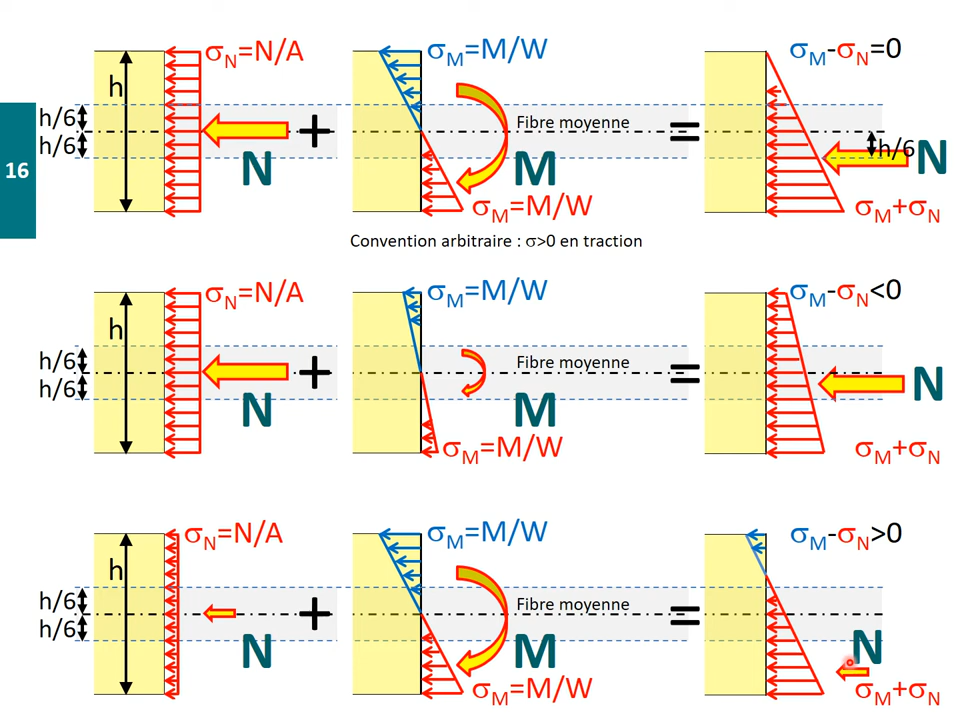 σN=N/A
σM=M/W
σM-σN=0
h
h/6
h/6
Fibre moyenne
h/6
16
N
M
N
σM=M/W
σM+σN
Convention arbitraire : σ>0 en traction
σN=N/A
σM=M/W
σM-σN<0
h
h/6
h/6
Fibre moyenne
N
M
N
σM=M/W
σM+σN
σN=N/A
σM=M/W
σM-σN>0
h
h/6
h/6
Fibre moyenne
N
M
N
σM=M/W
σM+σN